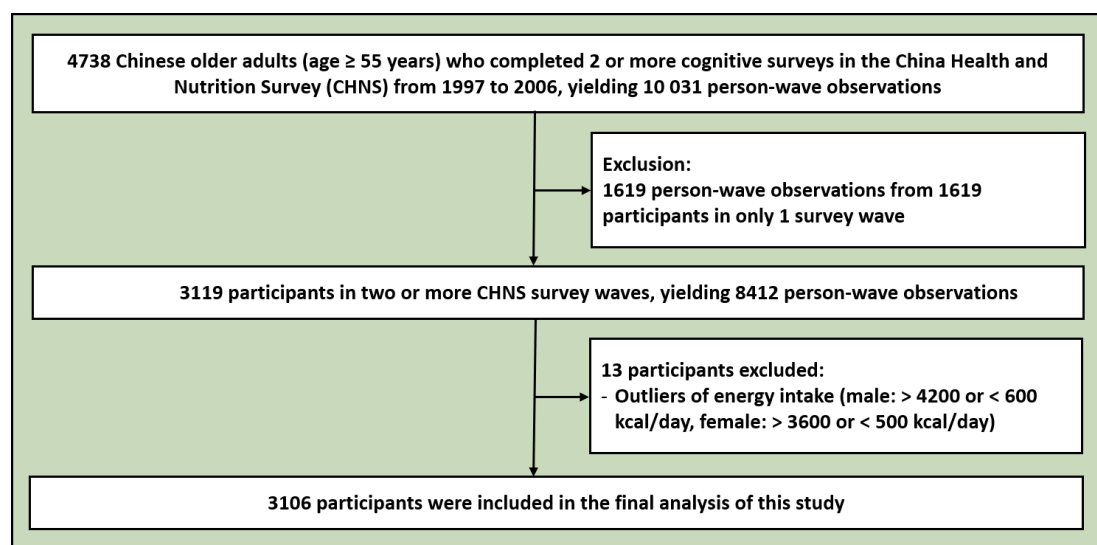 4738 Chinese older adults (age ≥ 55 years) who completed 2 or more cognitive surveys in the China Health and
Nutrition Survey (CHNS) from 1997 to 2006, yielding 10 031 person-wave observations
Exclusion:
1619 person-wave observations from 1619
participants in only 1 survey wave
3119 participants in two or more CHNS survey waves, yielding 8412 person-wave observations
13 participants excluded:
- Outliers of energy intake (male: > 4200 or < 600
kcal/day, female: > 3600 or < 500 kcal/day)
3106 participants were included in the final analysis of this study